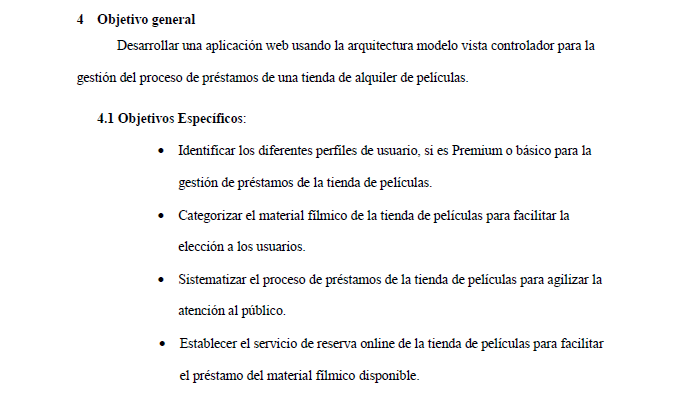 4 Objetivo general
Desarrollar una aplicación web usando la arquitectura modelo vista controlador para la
gestión del proceso de préstamos de una tienda de alquiler de películas.
4.1 Objetivos Específicos:
• Identificar los diferentes perfiles de usuario, si es Premium o básico para la
gestión de préstamos de la tienda de películas.
• Categorizar el material fílmico de la tienda de películas para facilitar la
elección a los usuarios.
• Sistematizar el proceso de préstamos de la tienda de películas para agilizar la
atención al público.
• Establecer el servicio de reserva online de la tienda de películas para facilitar
el préstamo del material fílmico disponible.